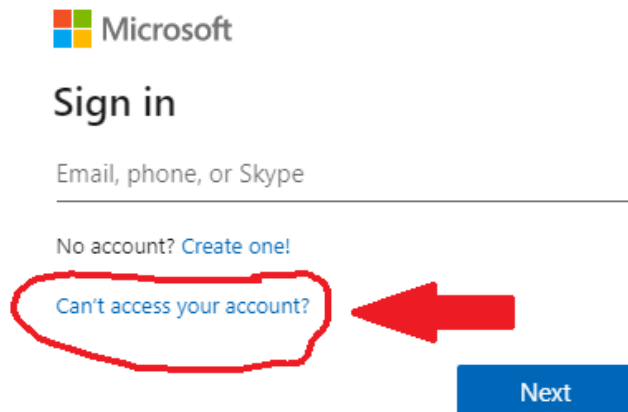 Microsoft
Sign in
Email, phone, or Skype
No account? Create one!
Can't access your account?
Next